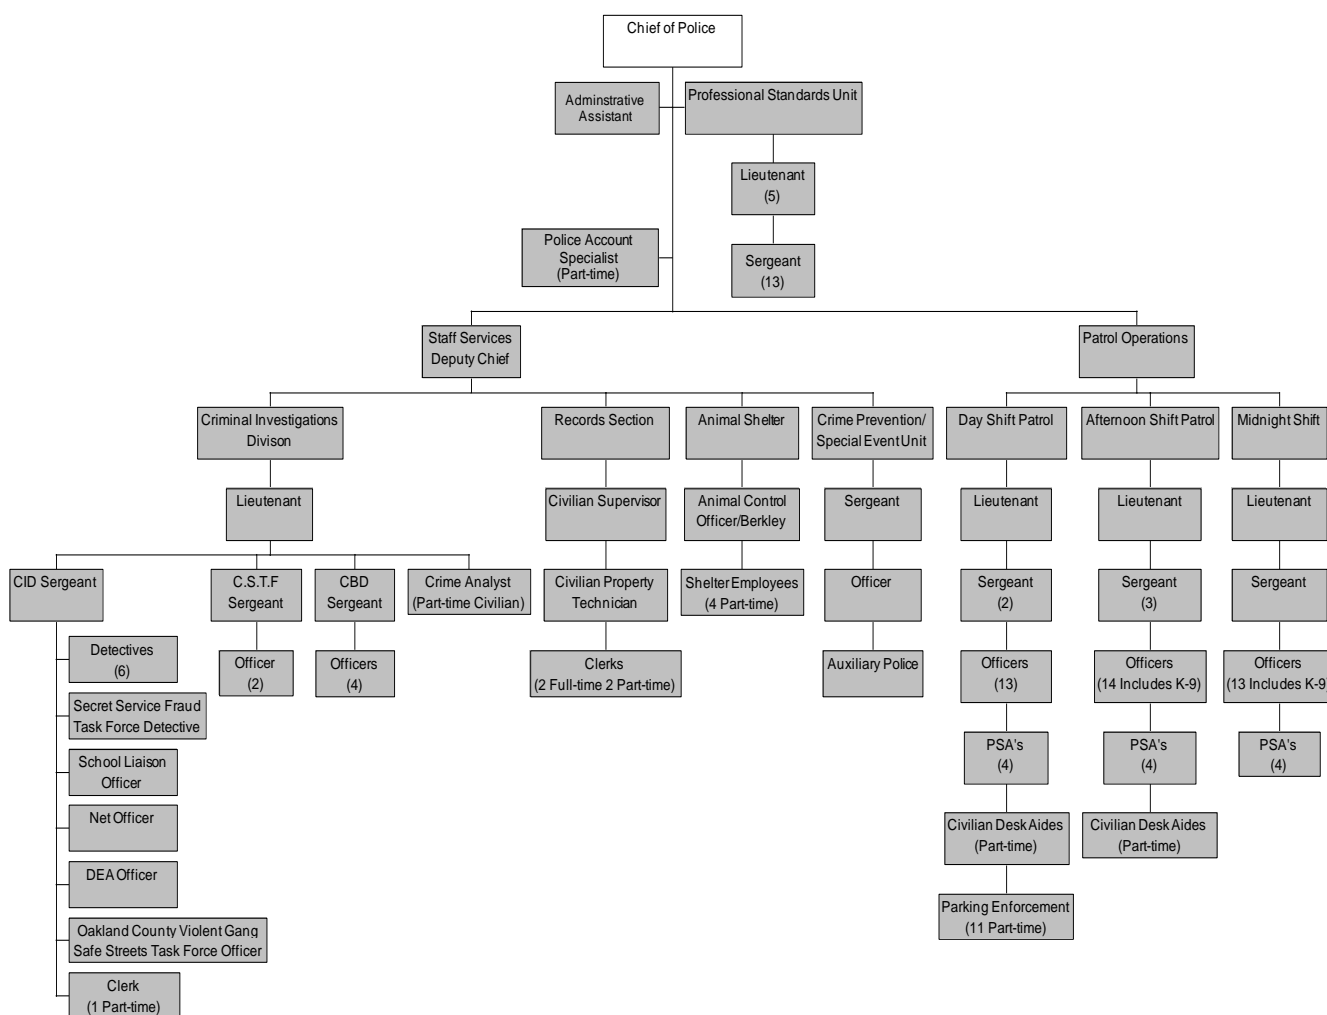 Chief of Police
Adminstrative
Assistant
Professional Standards Unit
Lieutenant
(5)
Police Account
Specialist
(Part-time)
Sergeant
(13)
Staff Services
Deputy Chief
Patrol Operations
Criminal Investigations
Divison
Records Section
Animal Shelter
Crime Prevention/
Special Event Unit
Day Shift Patrol
Afternoon Shift Patrol
Midnight Shift
Lieutenant
Civilian Supervisor
Animal Control
Officer/Berkley
Sergeant
Lieutenant
Lieutenant
Lieutenant
CID Sergeant
C.S.T.F
Sergeant
CBD
Sergeant
Crime Analyst
(Part-time Civilian)
Civilian Property
Technician
Shelter Employees
(4 Part-time)
Officer
Sergeant
(2)
Sergeant
(3)
Sergeant
Detectives
(6)
Officer
(2)
Officers
(4)
Clerks
(2 Full-time 2 Part-time)
Auxiliary Police
Officers
(13)
Officers
(14 Includes K-9)
Officers
(13 Includes K-9)
Secret Service Fraud
Task Force Detective
School Liaison
Officer
PSA's
(4)
PSA's
(4)
PSA's
(4)
Net Officer
Civilian Desk Aides
(Part-time)
Civilian Desk Aides
(Part-time)
DEA Officer
Parking Enforcement
(11 Part-time)
Oakland County Violent Gang
Safe Streets Task Force Officer
Clerk
(1 Part-time)